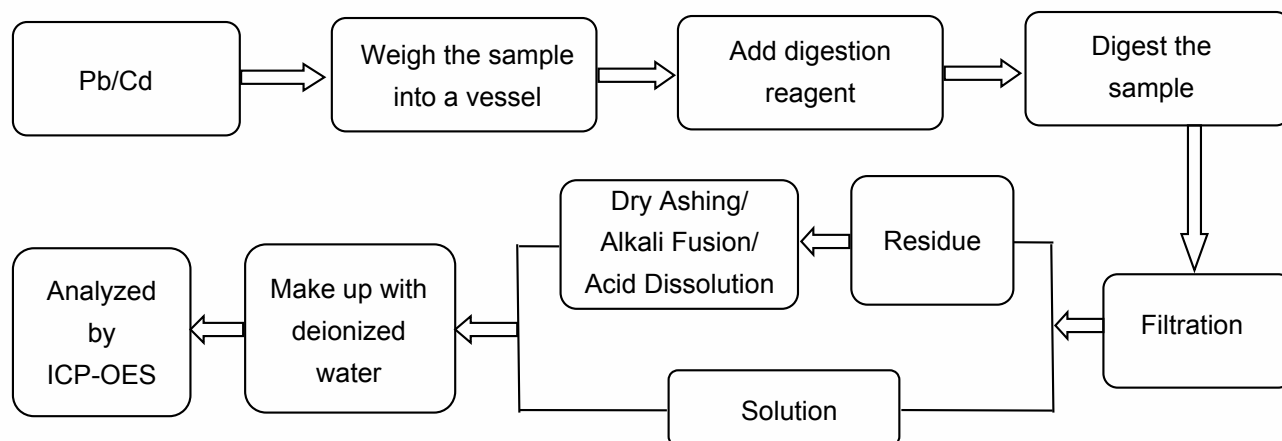 Pb/Cd
Weigh the sample
into a vessel
Add digestion
reagent
Digest the
sample
Filtration
Residue
Dry Ashing/
Alkali Fusion/
Acid Dissolution
Solution
Make up with
deionized
water
Analyzed
by
ICP-OES